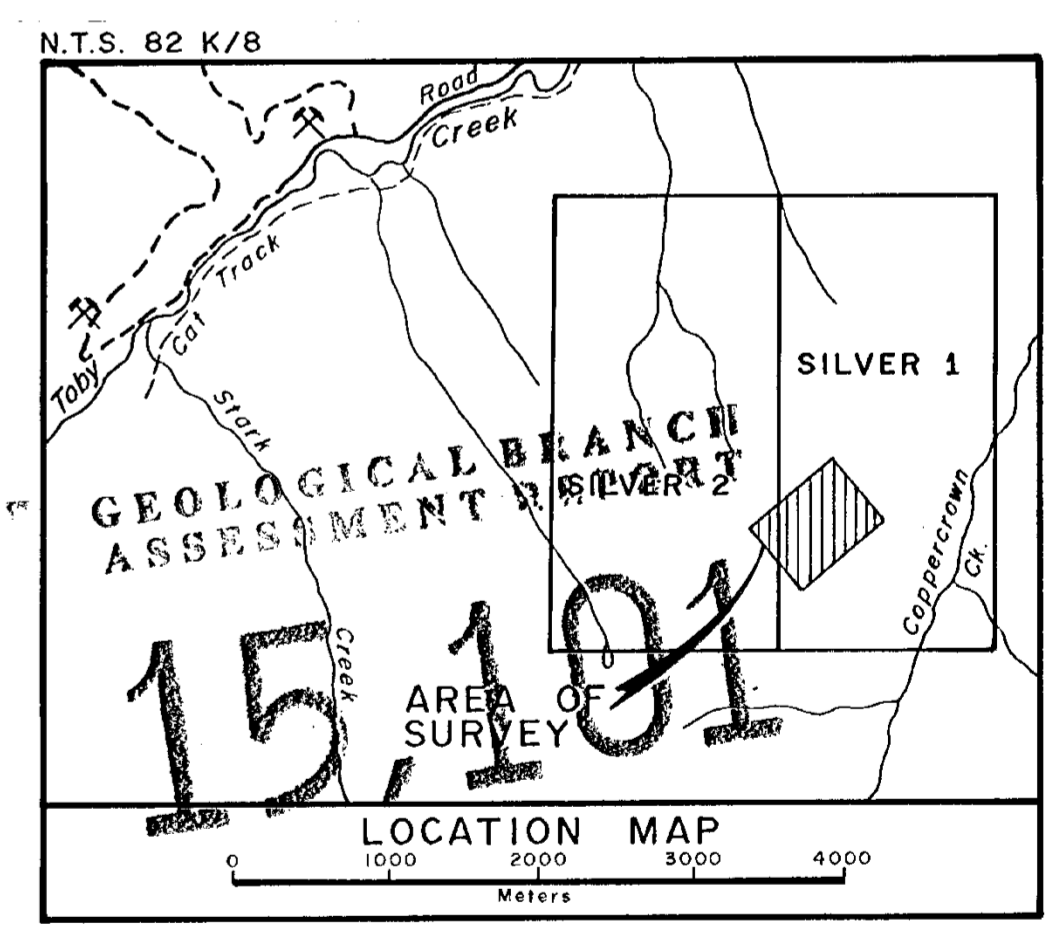 N.T.S. 82 K/8
Road
Creek
Toby
Cat Track
Stark
Creek
SILVER 1
SILVER 2
GEOLOGICAL BRANCH
ASSESSMENT REPORT
15,101
Coppercrown
Ck.
AREA OF
SURVEY
LOCATION MAP
0 1000 2000 3000 4000
Meters